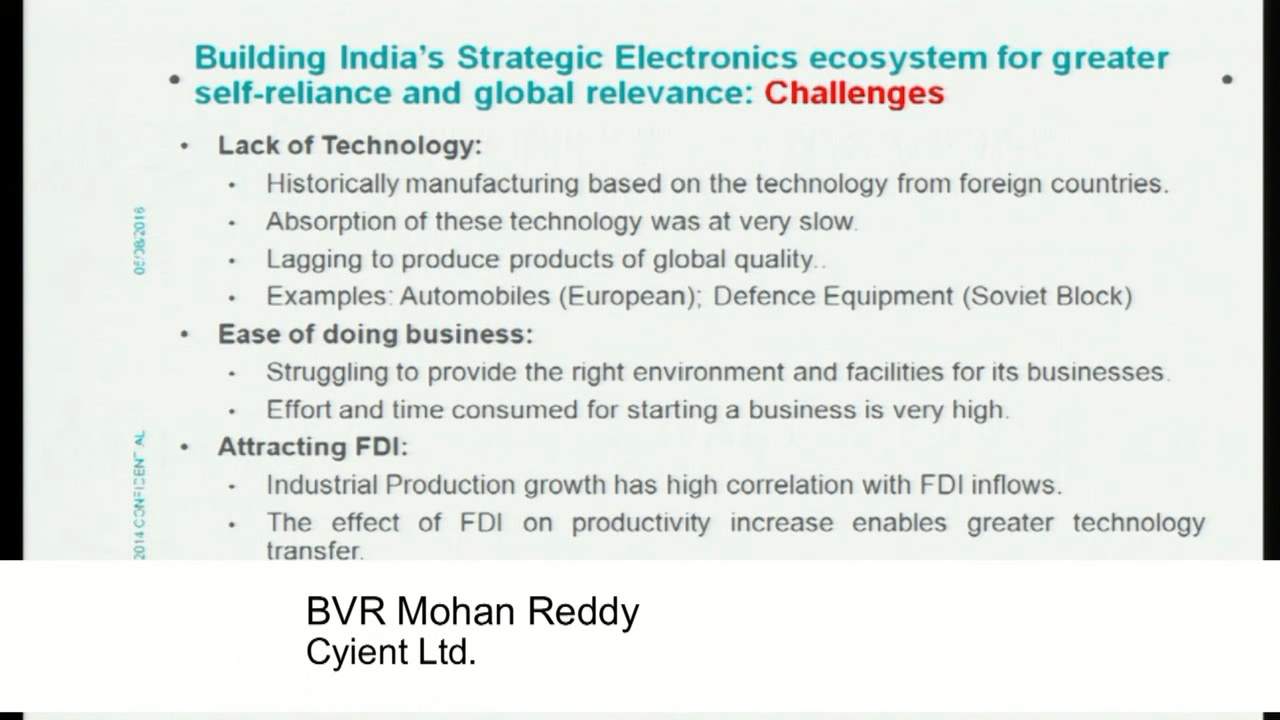 Building India's Strategic Electronics ecosystem for greater
self-reliance and global relevance: Challenges
• Lack of Technology:
• Historically manufacturing based on the technology from foreign countries.
• Absorption of these technology was at very slow.
• Lagging to produce products of global quality..
• Examples: Automobiles (European); Defence Equipment (Soviet Block)
• Ease of doing business:
• Struggling to provide the right environment and facilities for its businesses.
• Effort and time consumed for starting a business is very high.
• Attracting FDI:
• Industrial Production growth has high correlation with FDI inflows.
• The effect of FDI on productivity increase enables greater technology
transfer.
2014 CONFIDENTIAL
BVR Mohan Reddy
Cyient Ltd.